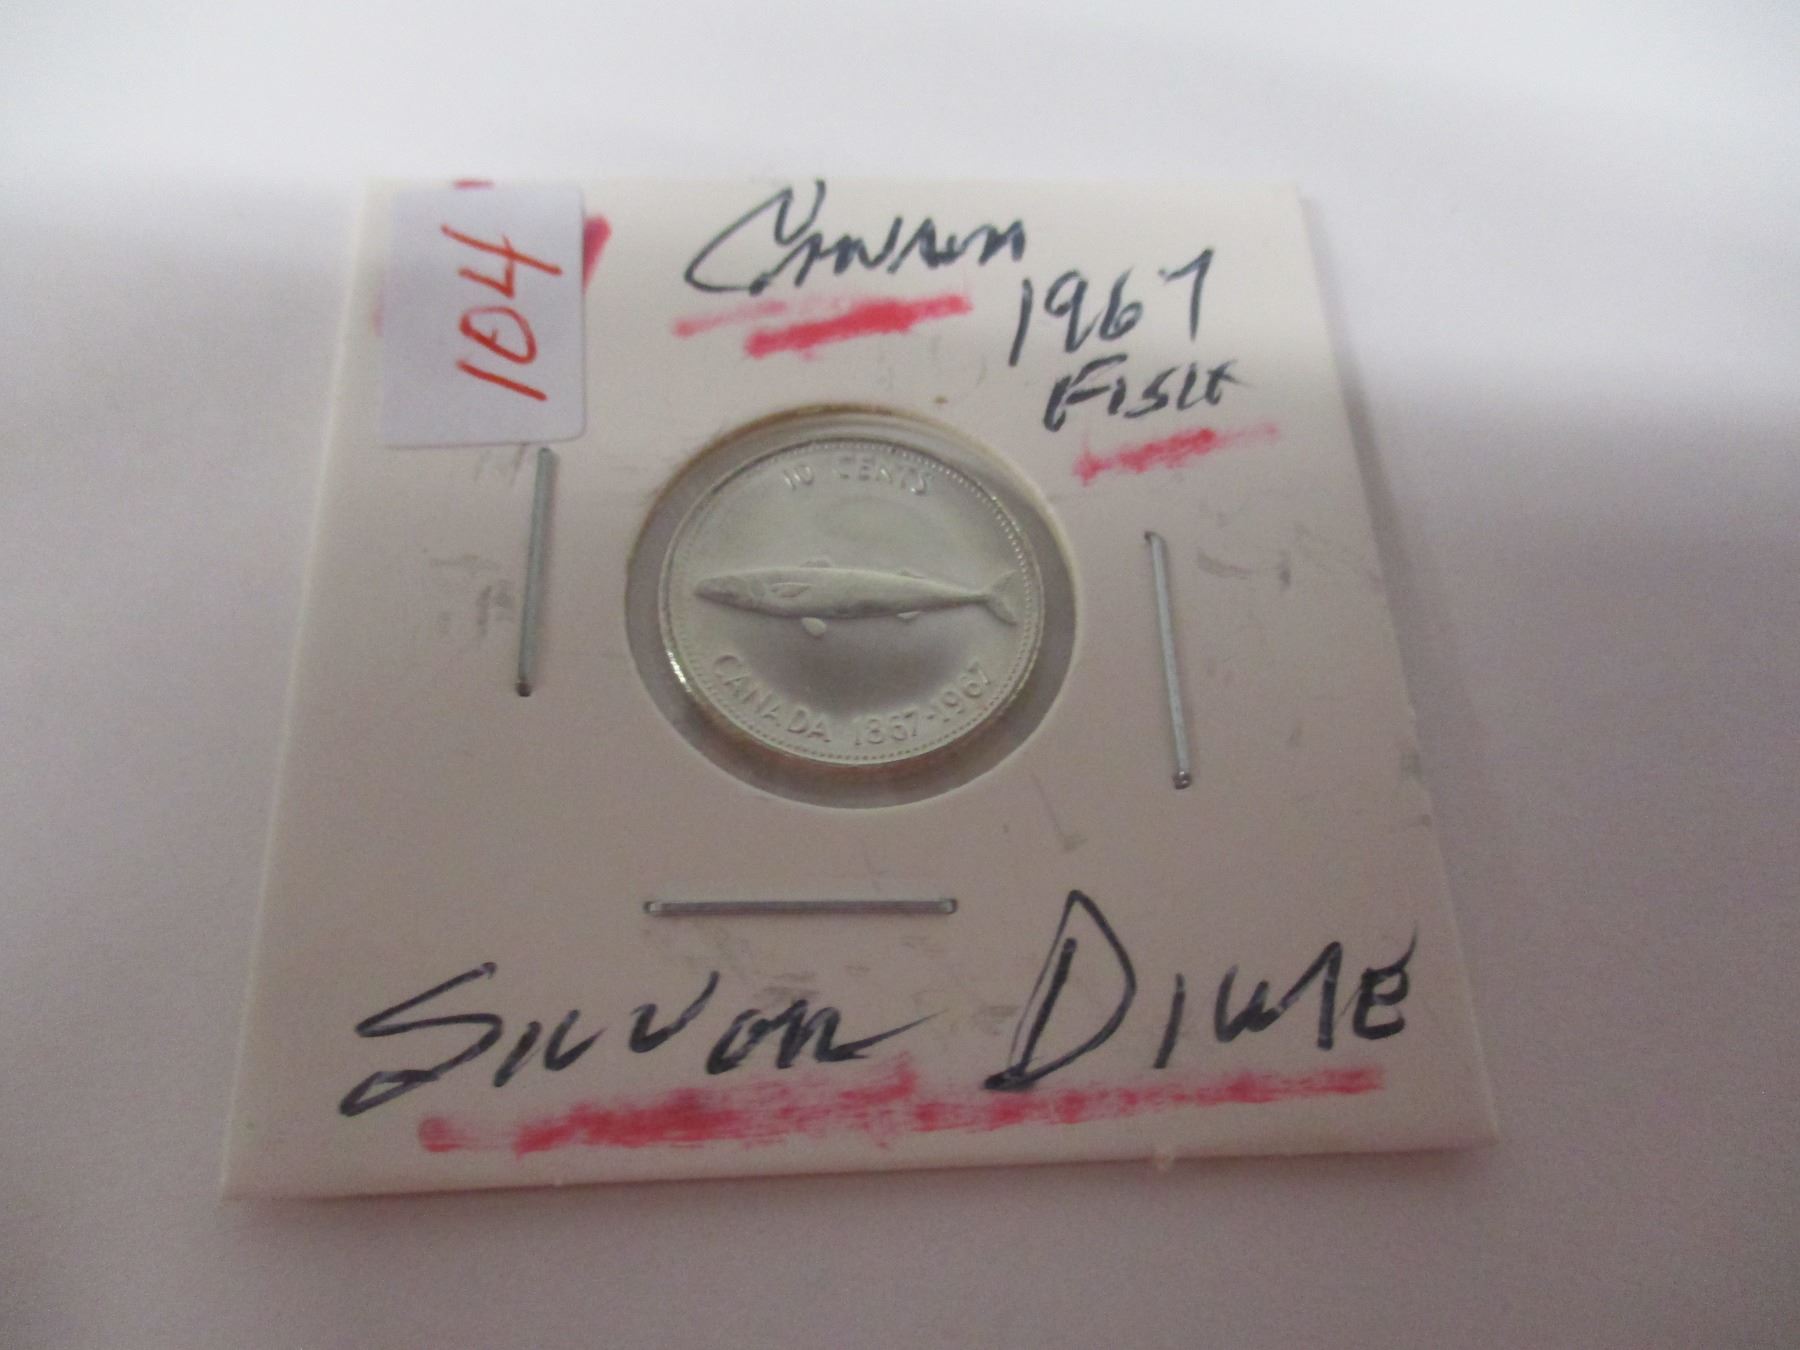 104
CANADA
1967
FISH
10 CENTS
CANADA 1867-1967
SILVER DIME